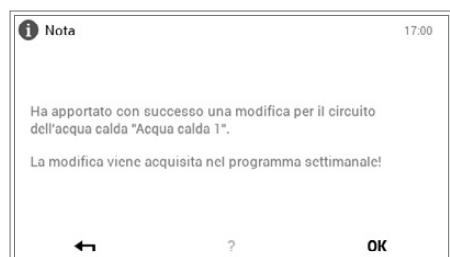 Nota 17:00
Ha apportato con successo una modifica per il circuito
dell'acqua calda "Acqua calda 1".
La modifica viene acquisita nel programma settimanale!
? OK